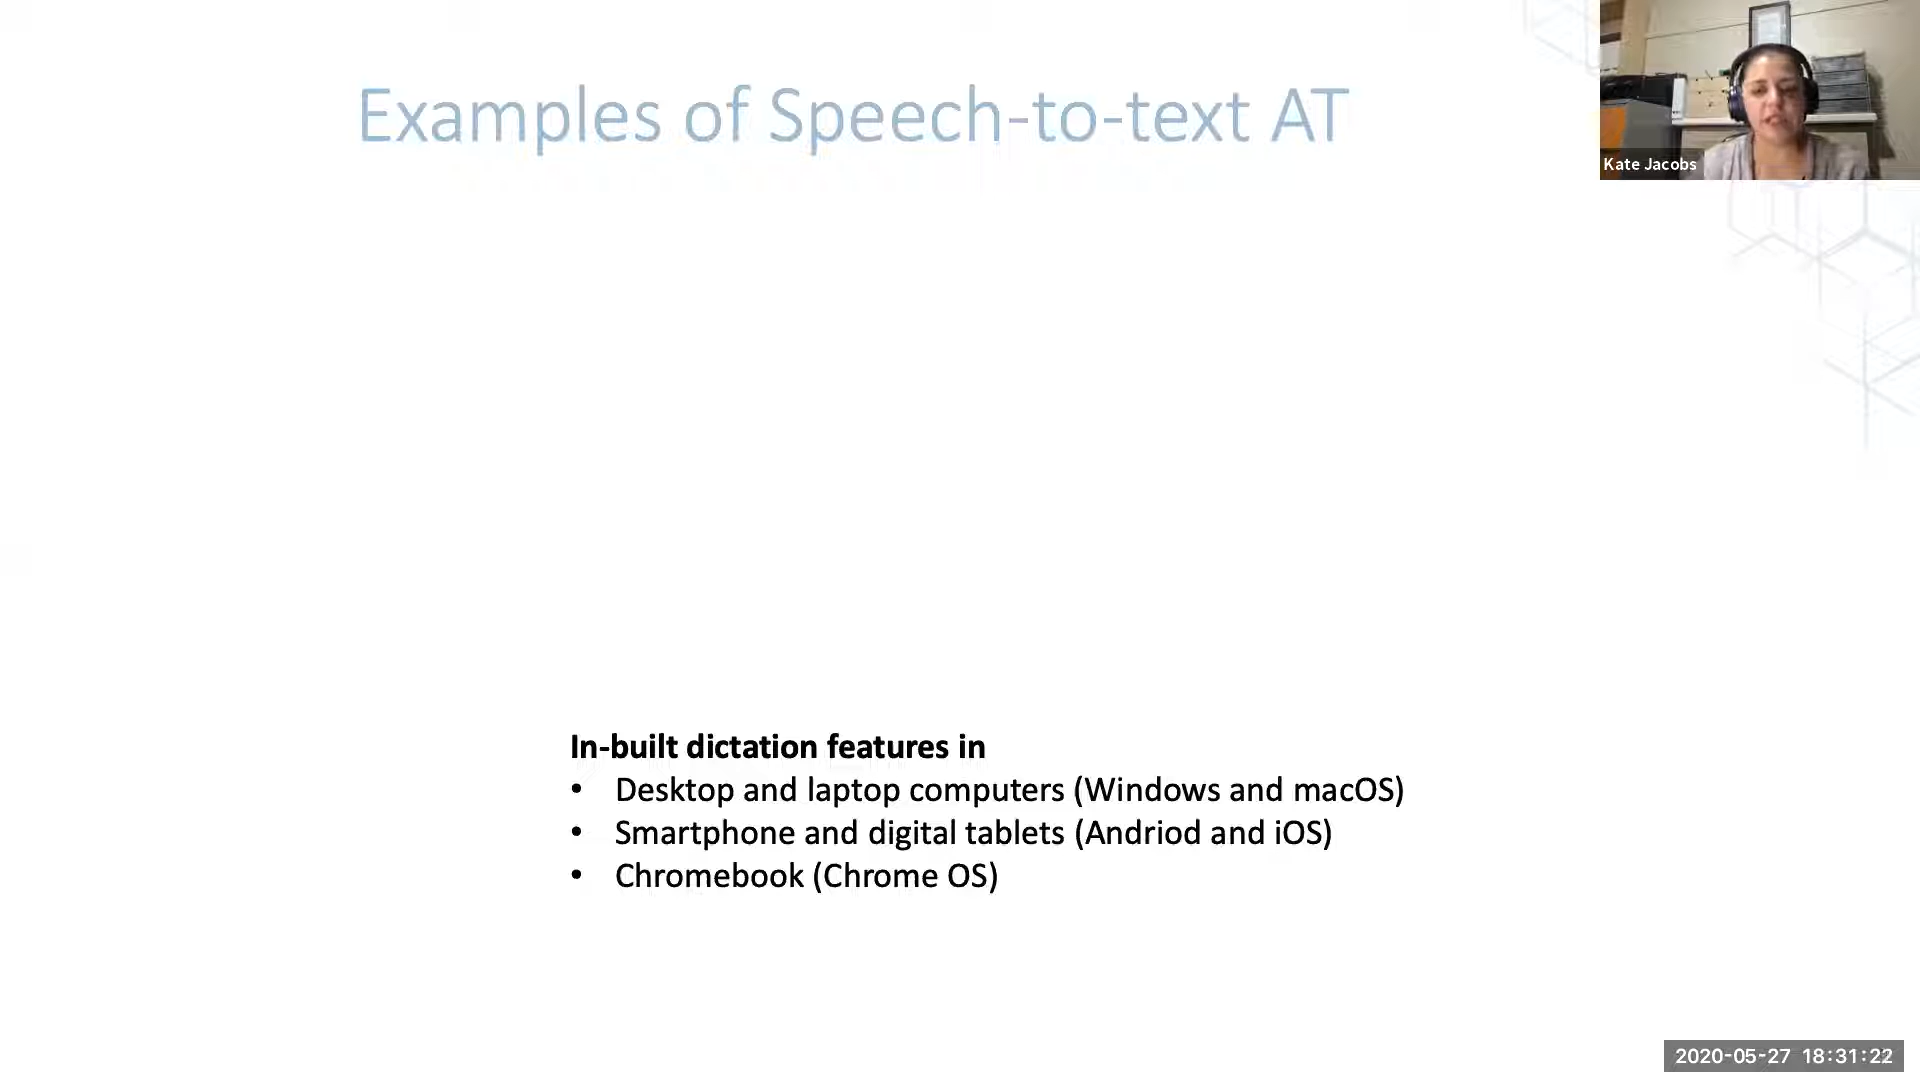 Examples of Speech-to-text AT
Kate Jacobs
In-built dictation features in
• Desktop and laptop computers (Windows and macOS)
• Smartphone and digital tablets (Andriod and iOS)
• Chromebook (Chrome OS)
2020-05-27 18:31:22